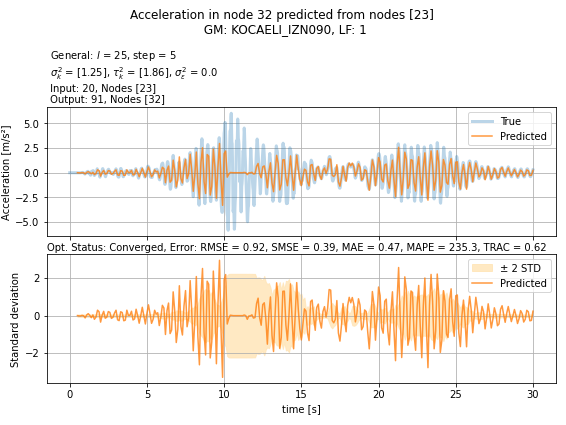 Acceleration in node 32 predicted from nodes [23]
GM: KOCAELI_IZN090, LF: 1
General: l = 25, step = 5
σ²ₖ = [1.25], τ²ₖ = [1.86], σ²ε = 0.0
Input: 20, Nodes [23]
Output: 91, Nodes [32]
Acceleration [m/s²]
5.0
2.5
0.0
−2.5
−5.0
True
Predicted
Opt. Status: Converged, Error: RMSE = 0.92, SMSE = 0.39, MAE = 0.47, MAPE = 235.3, TRAC = 0.62
Standard deviation
2
0
−2
± 2 STD
Predicted
0 5 10 15 20 25 30
time [s]